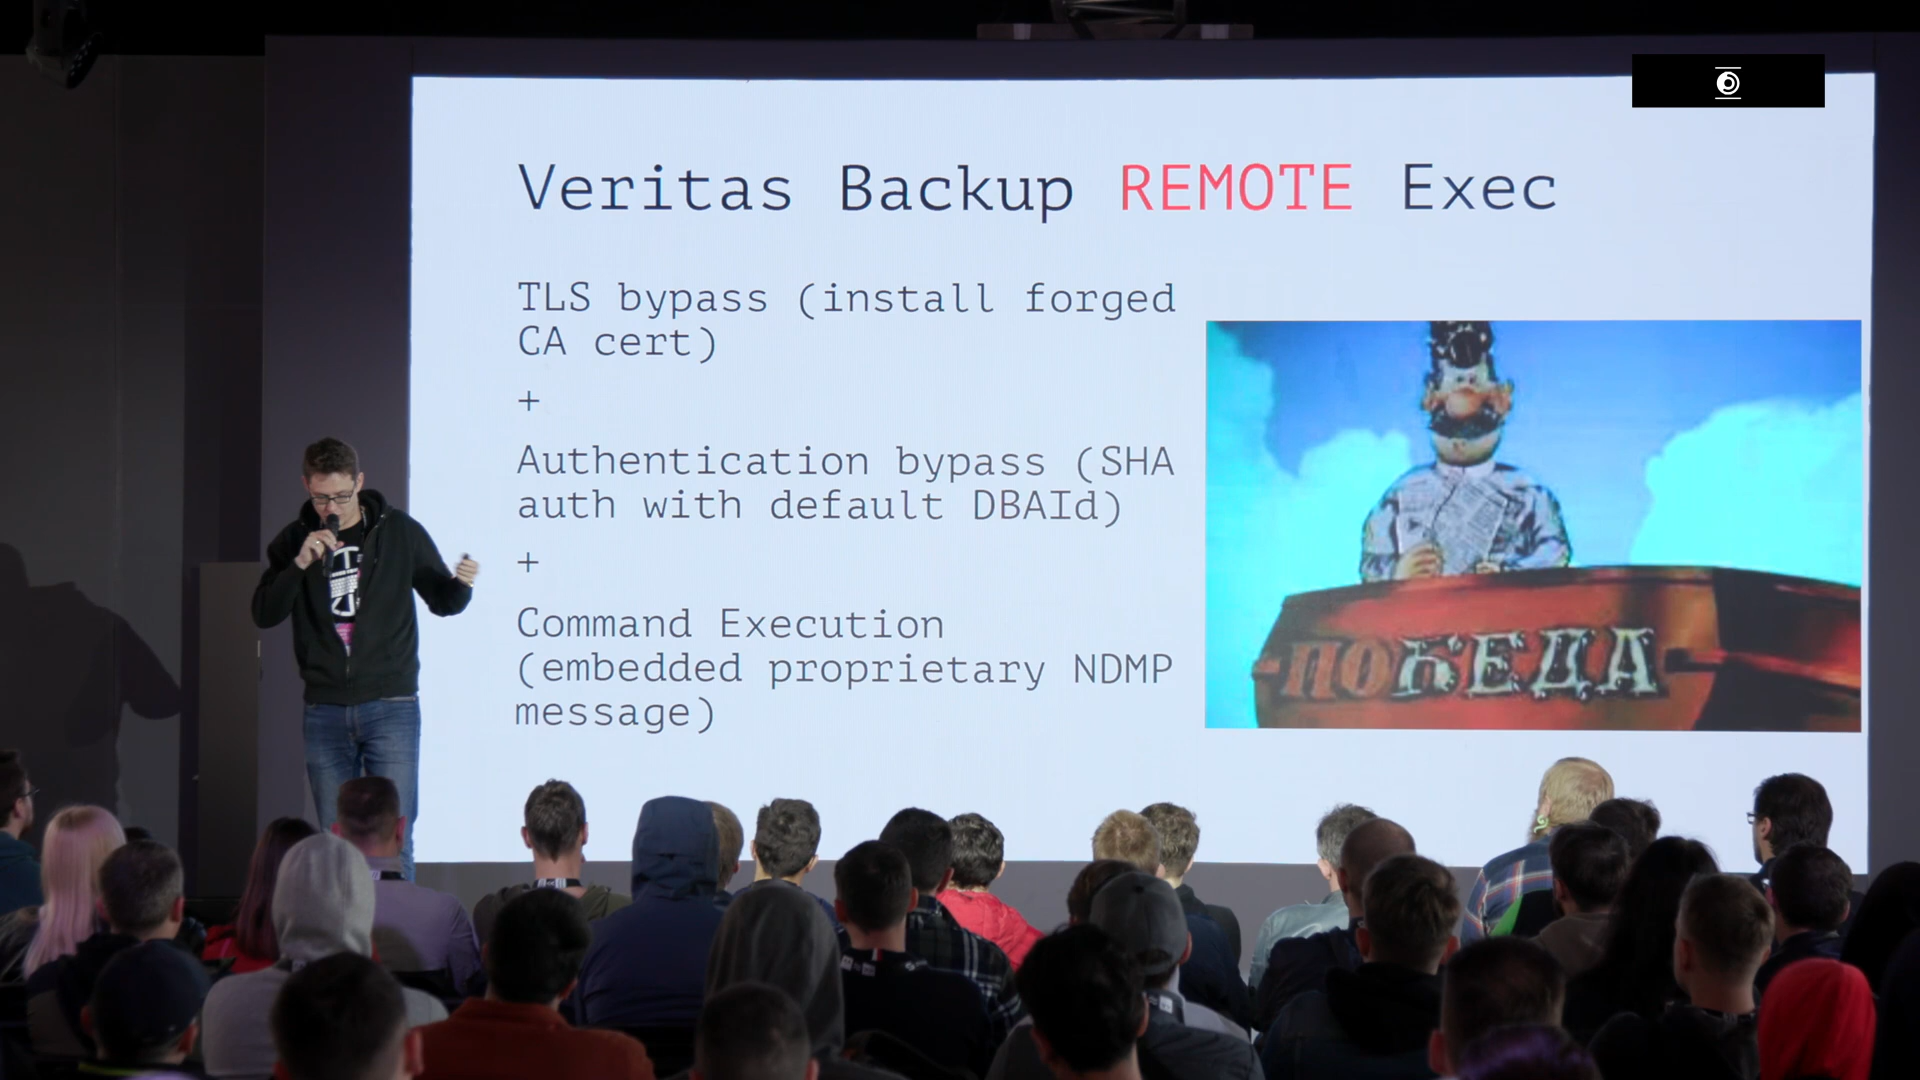 Veritas Backup REMOTE Exec
TLS bypass (install forged
CA cert)
+
Authentication bypass (SHA
auth with default DBAId)
+
Command Execution
(embedded proprietary NDMP
message)
ПОБЕДА